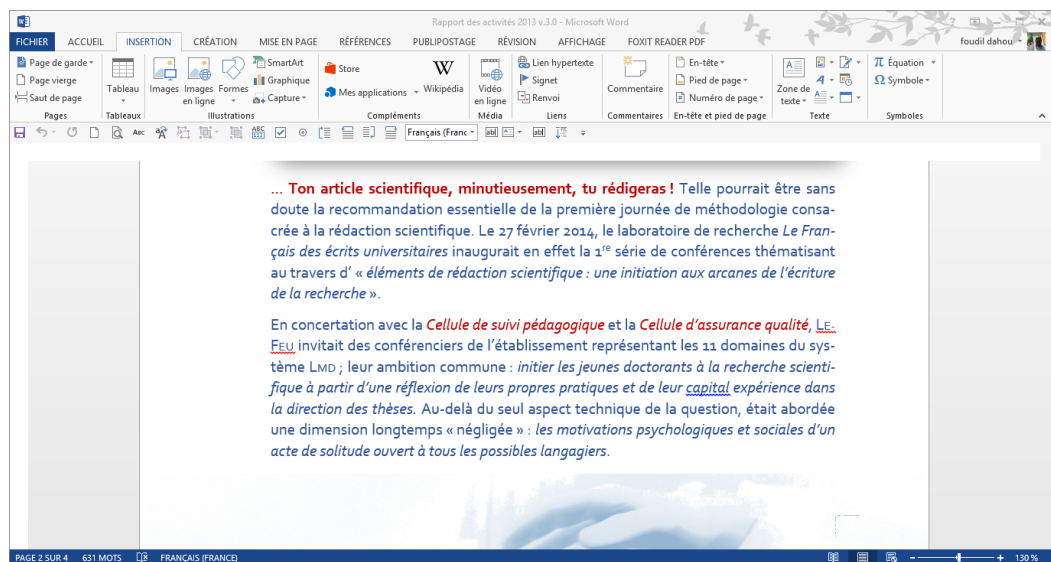 Rapport des activités 2013 v.3.0 - Microsoft Word
FICHIER ACCUEIL INSERTION CRÉATION MISE EN PAGE RÉFÉRENCES PUBLIPOSTAGE RÉVISION AFFICHAGE FOXIT READER PDF foudil dahou
Page de garde
Page vierge
Saut de page
Pages
Tableau
Tableaux
Images
Images en ligne
Formes
SmartArt
Graphique
Capture
Illustrations
Store
Mes applications
Wikipédia
Compléments
Vidéo en ligne
Média
Lien hypertexte
Signet
Renvoi
Liens
Commentaire
Commentaires
En-tête
Pied de page
Numéro de page
En-tête et pied de page
Zone de texte
Texte
Équation
Symbole
Symboles
Français (Franc
... Ton article scientifique, minutieusement, tu rédigeras ! Telle pourrait être sans
doute la recommandation essentielle de la première journée de méthodologie consa-
crée à la rédaction scientifique. Le 27 février 2014, le laboratoire de recherche Le Fran-
çais des écrits universitaires inaugurait en effet la 1re série de conférences thématisant
au travers d' « éléments de rédaction scientifique : une initiation aux arcanes de l'écriture
de la recherche ».
En concertation avec la Cellule de suivi pédagogique et la Cellule d'assurance qualité, LE-
FEU invitait des conférenciers de l'établissement représentant les 11 domaines du sys-
tème LMD ; leur ambition commune : initier les jeunes doctorants à la recherche scienti-
fique à partir d'une réflexion de leurs propres pratiques et de leur capital expérience dans
la direction des thèses. Au-delà du seul aspect technique de la question, était abordée
une dimension longtemps « négligée » : les motivations psychologiques et sociales d'un
acte de solitude ouvert à tous les possibles langagiers.
PAGE 2 SUR 4 631 MOTS FRANÇAIS (FRANCE) 130 %